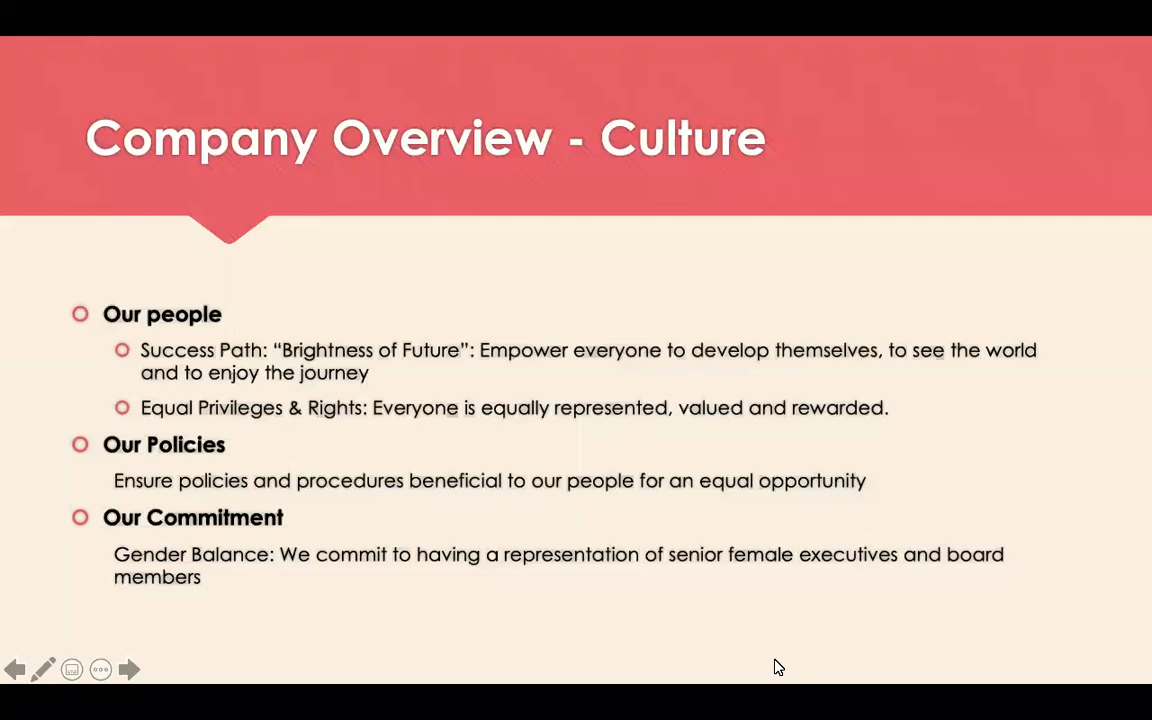 Company Overview - Culture
Our people
Success Path: “Brightness of Future”: Empower everyone to develop themselves, to see the world
and to enjoy the journey
Equal Privileges & Rights: Everyone is equally represented, valued and rewarded.
Our Policies
Ensure policies and procedures beneficial to our people for an equal opportunity
Our Commitment
Gender Balance: We commit to having a representation of senior female executives and board
members